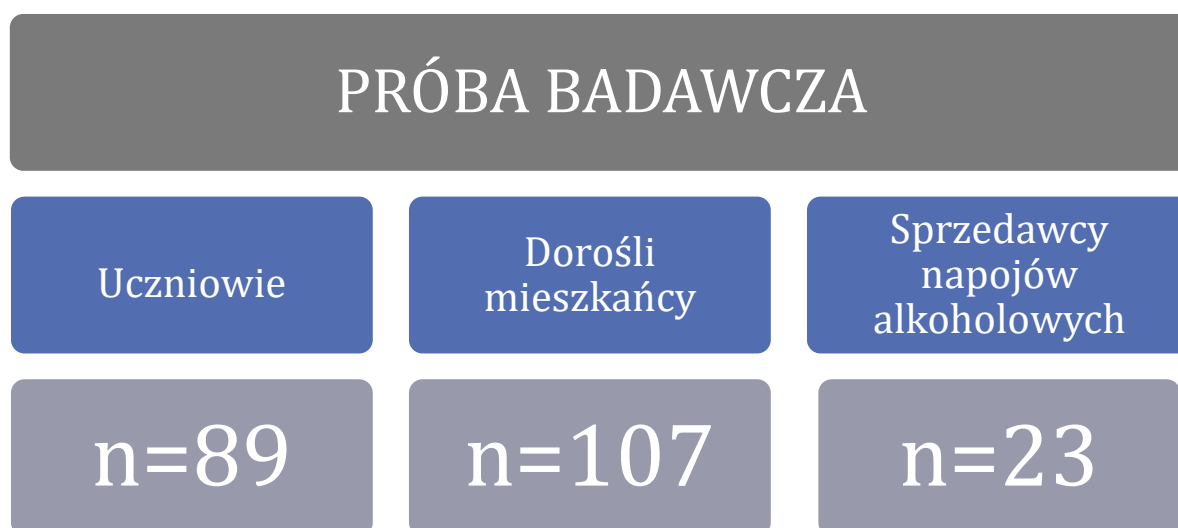 PRÓBA BADAWCZA
Uczniowie
Dorośli
mieszkańcy
Sprzedawcy
napojów
alkoholowych
n=89
n=107
n=23